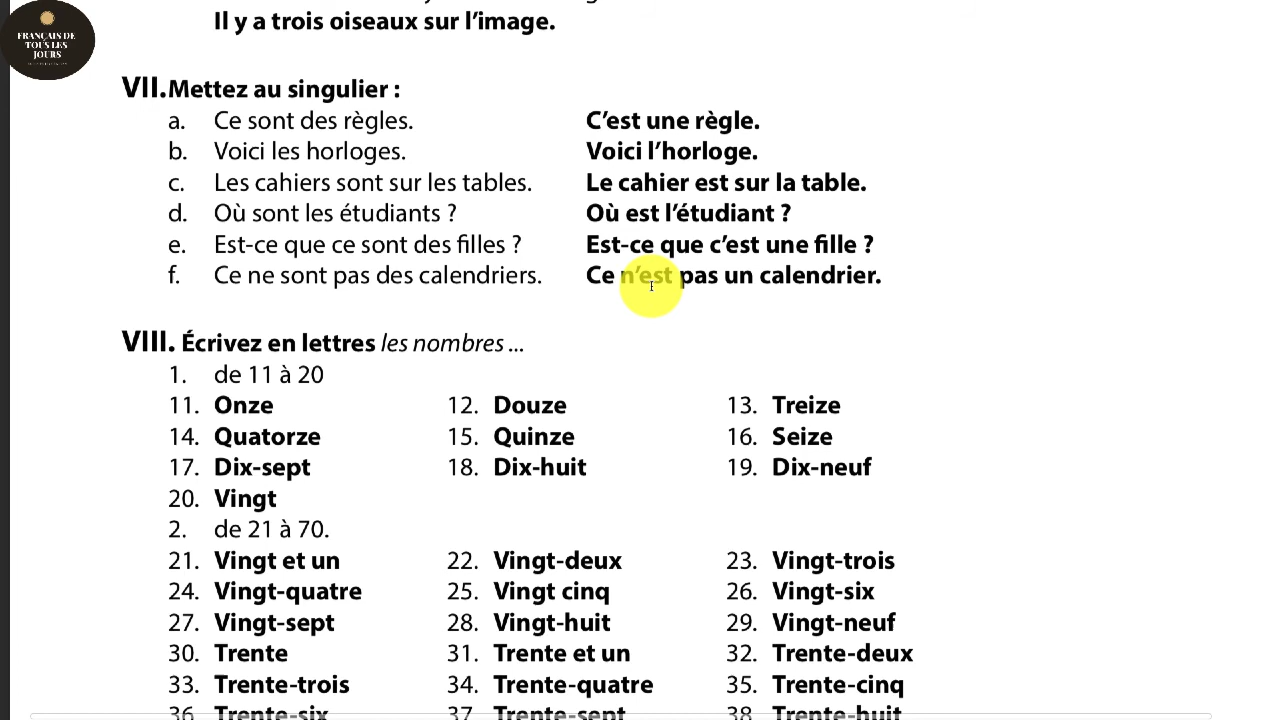 FRANÇAIS DE
TOUS LES
JOURS
Il y a trois oiseaux sur l’image.
VII. Mettez au singulier :
a. Ce sont des règles. C’est une règle.
b. Voici les horloges. Voici l’horloge.
c. Les cahiers sont sur les tables. Le cahier est sur la table.
d. Où sont les étudiants ? Où est l’étudiant ?
e. Est-ce que ce sont des filles ? Est-ce que c’est une fille ?
f. Ce ne sont pas des calendriers. Ce n’est pas un calendrier.
VIII. Écrivez en lettres les nombres ...
1. de 11 à 20
11. Onze 12. Douze 13. Treize
14. Quatorze 15. Quinze 16. Seize
17. Dix-sept 18. Dix-huit 19. Dix-neuf
20. Vingt
2. de 21 à 70.
21. Vingt et un 22. Vingt-deux 23. Vingt-trois
24. Vingt-quatre 25. Vingt cinq 26. Vingt-six
27. Vingt-sept 28. Vingt-huit 29. Vingt-neuf
30. Trente 31. Trente et un 32. Trente-deux
33. Trente-trois 34. Trente-quatre 35. Trente-cinq
36 Trente-six 37 Trente-sept 38 Trente-huit